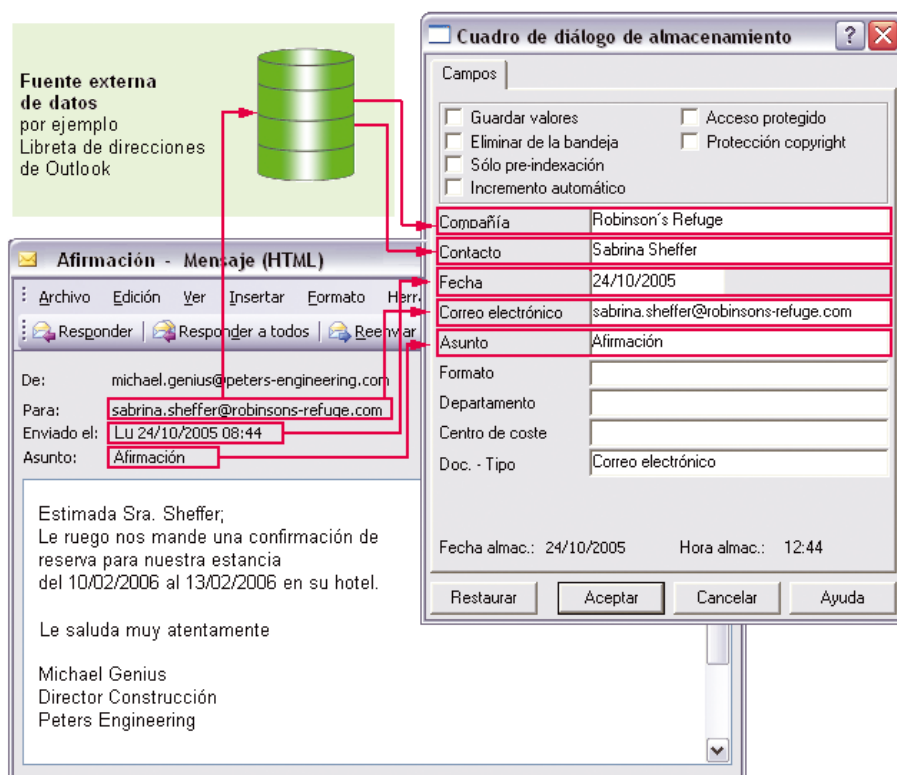 Fuente externa
de datos
por ejemplo
Libreta de direcciones
de Outlook
Cuadro de diálogo de almacenamiento
Campos
Guardar valores
Acceso protegido
Eliminar de la bandeja
Protección copyright
Sólo pre-indexación
Incremento automático
Compañía Robinson´s Refuge
Contacto Sabrina Sheffer
Fecha 24/10/2005
Correo electrónico sabrina.sheffer@robinsons-refuge.com
Asunto Afirmación
Formato
Departamento
Centro de coste
Doc. - Tipo Correo electrónico
Fecha almac.: 24/10/2005 Hora almac.: 12:44
Restaurar Aceptar Cancelar Ayuda
Afirmación - Mensaje (HTML)
Archivo Edición Ver Insertar Formato
Responder Responder a todos Reenviar
De: michael.genius@peters-engineering.com
Para: sabrina.sheffer@robinsons-refuge.com
Enviado el: Lu 24/10/2005 08:44
Asunto: Afirmación
Estimada Sra. Sheffer;
Le ruego nos mande una confirmación de
reserva para nuestra estancia
del 10/02/2006 al 13/02/2006 en su hotel.
Le saluda muy atentamente
Michael Genius
Director Construcción
Peters Engineering